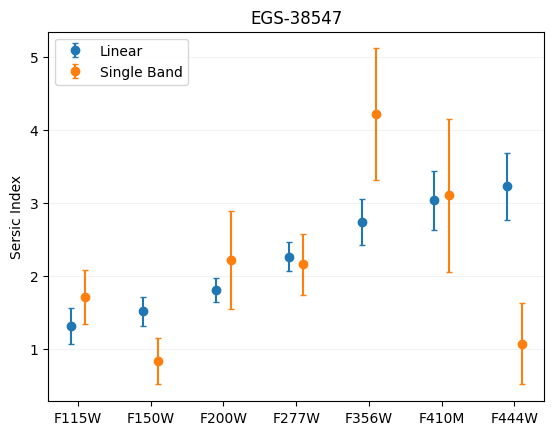 EGS-38547
Linear
Single Band
Sersic Index
5
4
3
2
1
F115W F150W F200W F277W F356W F410M F444W